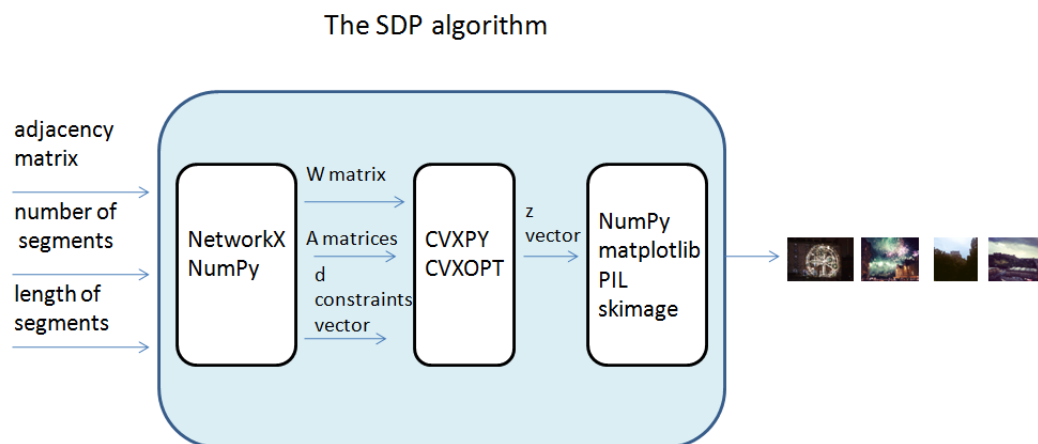 The SDP algorithm
adjacency
matrix
number of
segments
length of
segments
NetworkX
NumPy
W matrix
A matrices
d
constraints
vector
CVXPY
CVXOPT
z
vector
NumPy
matplotlib
PIL
skimage